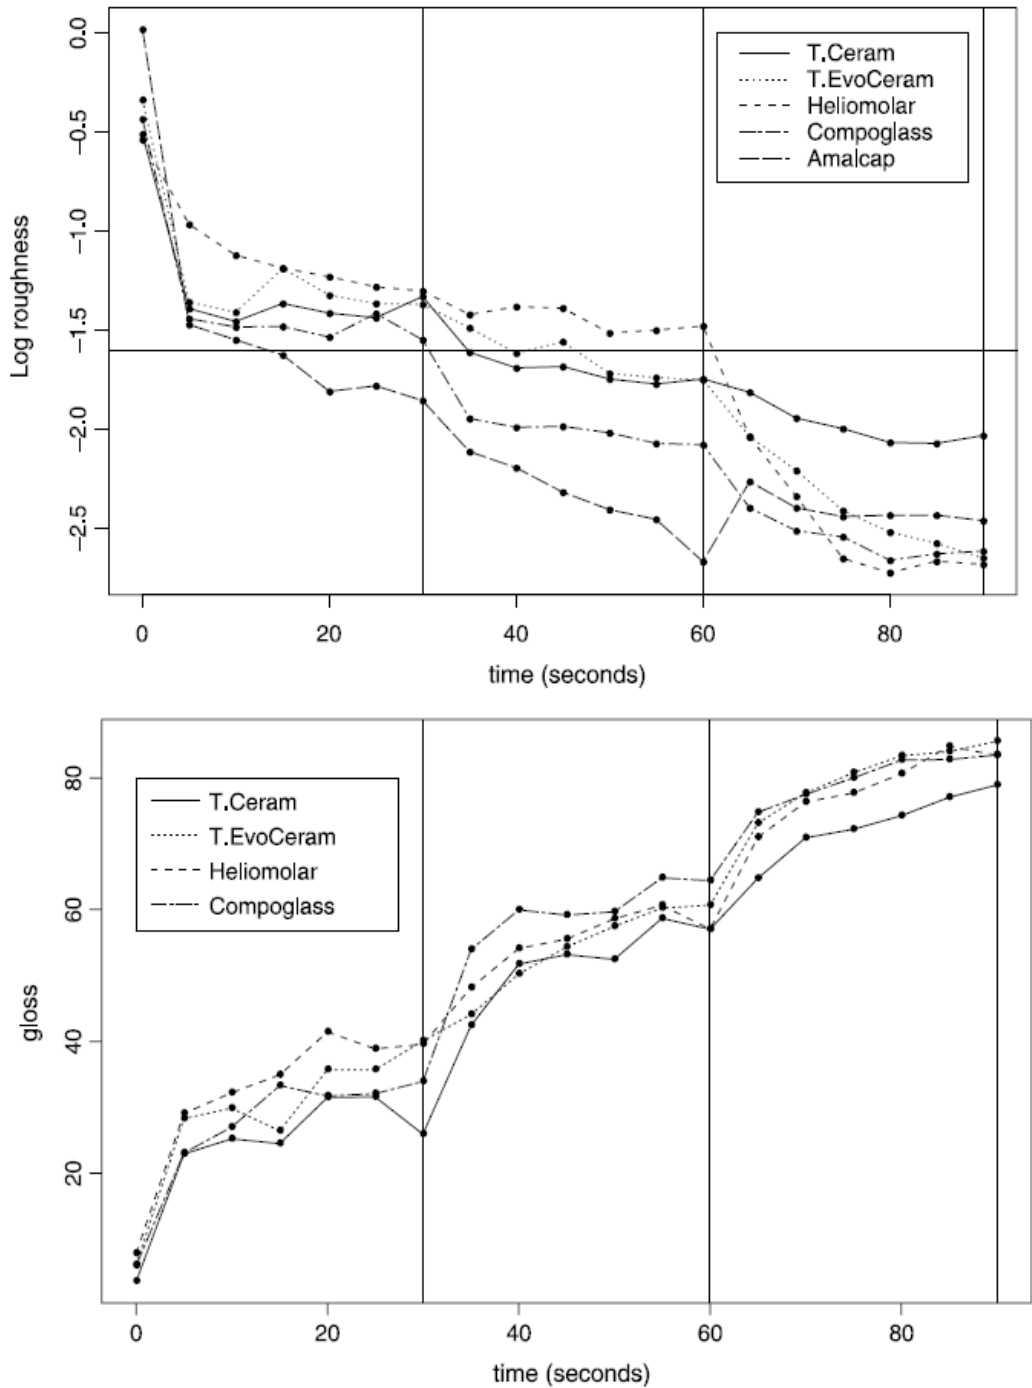 0.0
−0.5
−1.0
−1.5
−2.0
−2.5
Log roughness
T.Ceram
T.EvoCeram
Heliomolar
Compoglass
Amalcap
0 20 40 60 80
time (seconds)
80
60
40
20
gloss
T.Ceram
T.EvoCeram
Heliomolar
Compoglass
0 20 40 60 80
time (seconds)